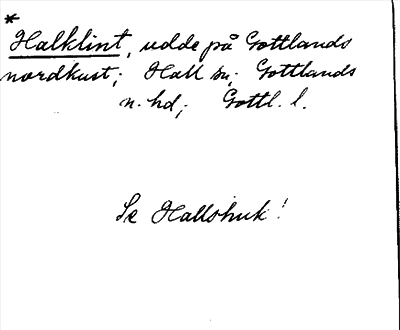 *
Halklint, udde på Gottlands
nordkust; Hall sn; Gottlands
n. hd; Gottl. l.
Se Hallshuk!